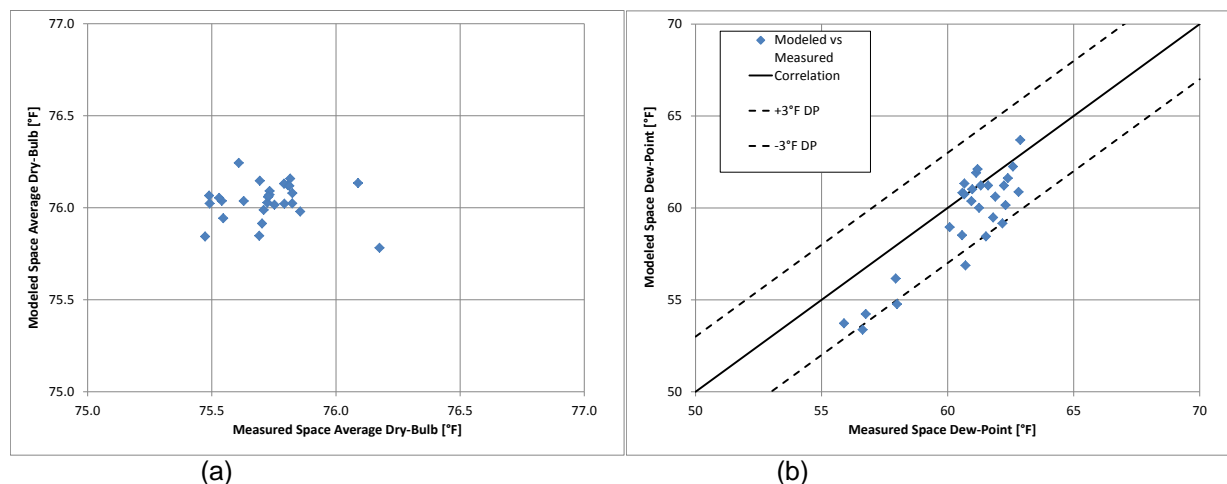 77.0
76.5
76.0
75.5
75.0
75.0 75.5 76.0 76.5 77.0
Modeled Space Average Dry-Bulb [°F]
Measured Space Average Dry-Bulb [°F]
(a)
70
65
60
55
50
50 55 60 65 70
Modeled Space Dew-Point [°F]
Measured Space Dew-Point [°F]
Modeled vs
Measured
Correlation
+3°F DP
-3°F DP
(b)